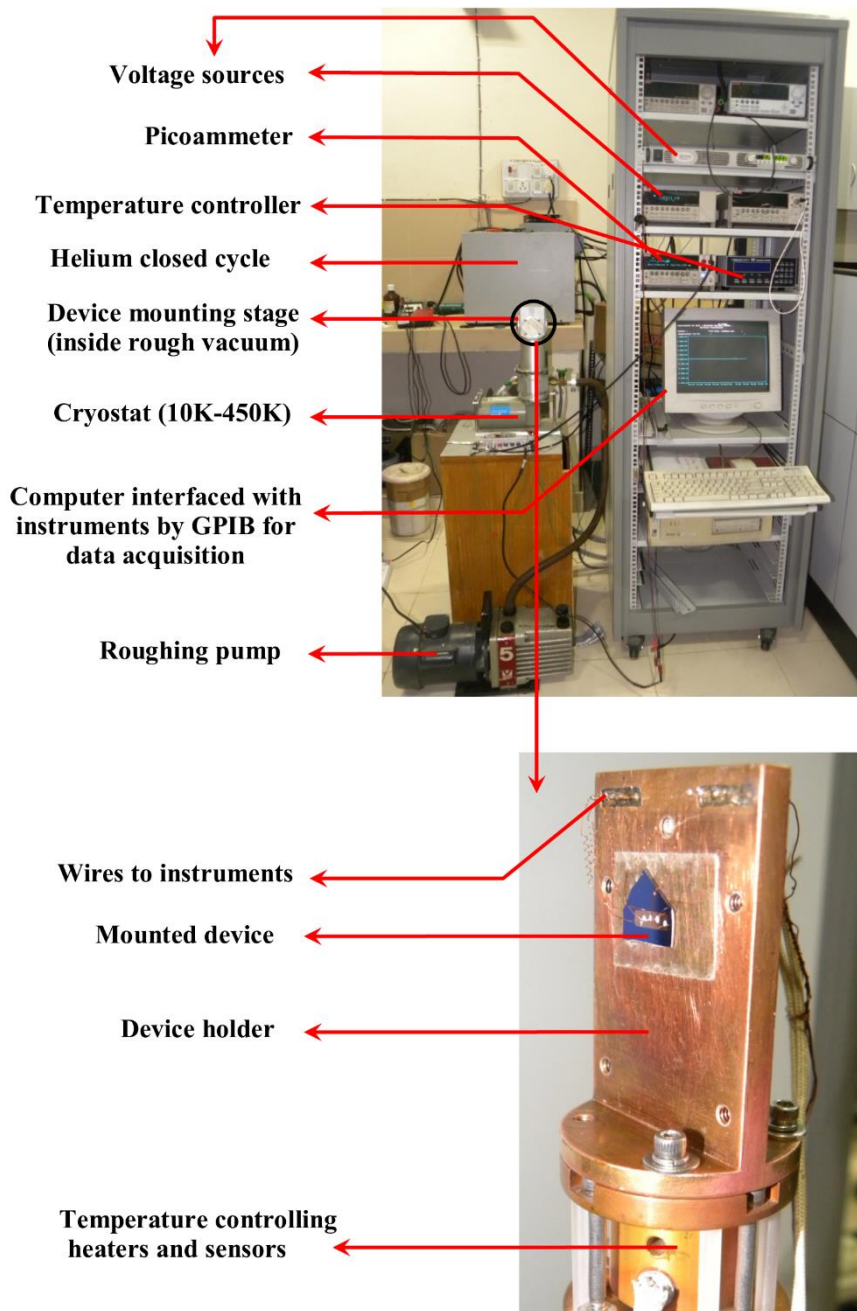 Voltage sources
Picoammeter
Temperature controller
Helium closed cycle
Device mounting stage
(inside rough vacuum)
Cryostat (10K-450K)
Computer interfaced with
instruments by GPIB for
data acquisition
Roughing pump
5
Wires to instruments
Mounted device
Device holder
Temperature controlling
heaters and sensors